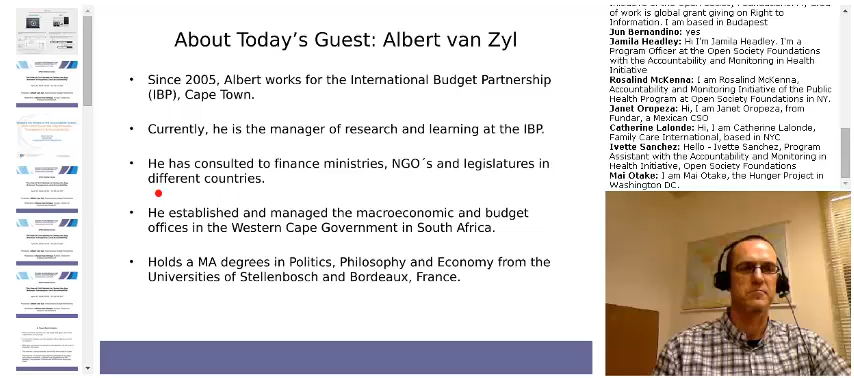 About Today's Guest: Albert van Zyl
• Since 2005, Albert works for the International Budget Partnership
(IBP), Cape Town.
• Currently, he is the manager of research and learning at the IBP.
• He has consulted to finance ministries, NGO´s and legislatures in
different countries.
• He established and managed the macroeconomic and budget
offices in the Western Cape Government in South Africa.
• Holds a MA degrees in Politics, Philosophy and Economy from the
Universities of Stellenbosch and Bordeaux, France.
of work is global grant giving on Right to
Information. I am based in Budapest
Jun Bernandino: yes
Jamila Headley: Hi I'm Jamila Headley. I'm a
Program Officer at the Open Society Foundations
with the Accountability and Monitoring in Health
Initiative
Rosalind McKenna: I am Rosalind McKenna,
Accountability and Monitoring Initiative of the Public
Health Program at Open Society Foundations in NY.
Janet Oropeza: Hi, I am Janet Oropeza, from
Fundar, a Mexican CSO
Catherine Lalonde: Hi, I am Catherine Lalonde,
Family Care International, based in NYC
Ivette Sanchez: Hello - Ivette Sanchez, Program
Assistant with the Accountability and Monitoring in
Health Initiative, Open Society Foundations
Mai Otake: I am Mai Otake, the Hunger Project in
Washington DC.